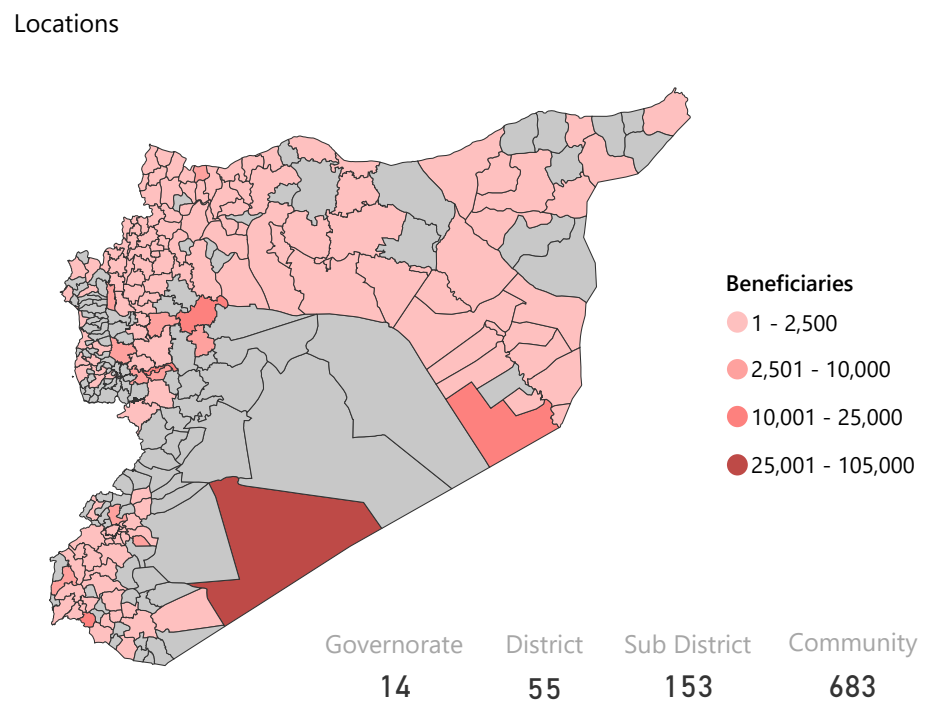 Locations
Beneficiaries
1 - 2,500
2,501 - 10,000
10,001 - 25,000
25,001 - 105,000
Governorate District Sub District Community
14 55 153 683